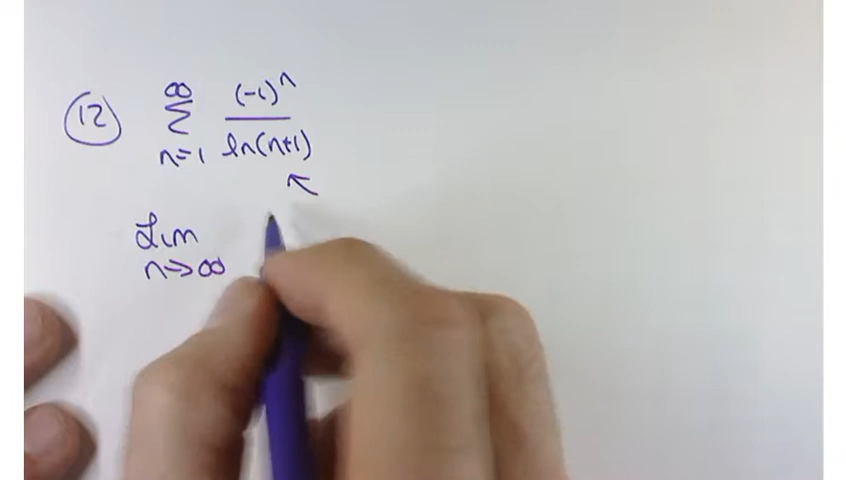 12 ∞ (-1)^n
Σ
n=1 ln(n+1)
Lim
n→∞